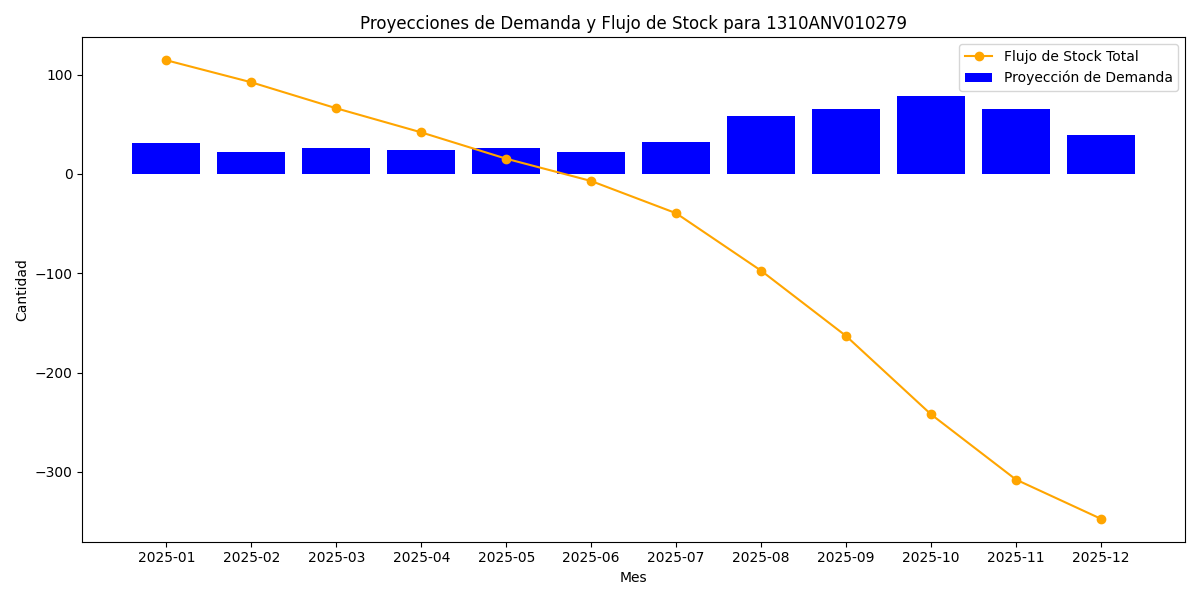 Proyecciones de Demanda y Flujo de Stock para 1310ANV010279
Flujo de Stock Total
Proyección de Demanda
Cantidad
100
0
−100
−200
−300
2025-01 2025-02 2025-03 2025-04 2025-05 2025-06 2025-07 2025-08 2025-09 2025-10 2025-11 2025-12
Mes